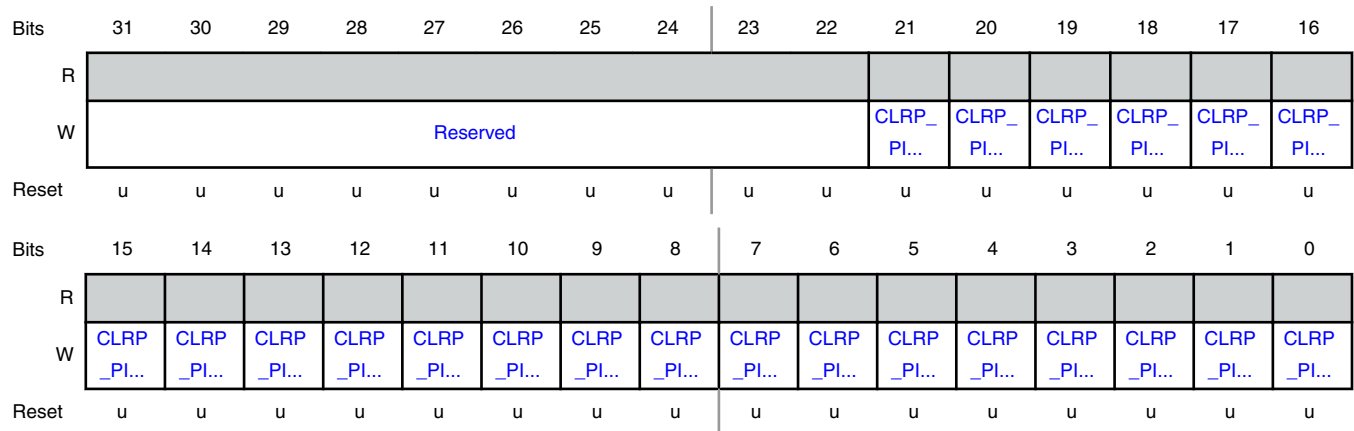 Bits 31 30 29 28 27 26 25 24 23 22 21 20 19 18 17 16
R
W Reserved CLRP_ CLRP_ CLRP_ CLRP_ CLRP_ CLRP_
PI... PI... PI... PI... PI... PI...
Reset u u u u u u u u u u u u u u u u
Bits 15 14 13 12 11 10 9 8 7 6 5 4 3 2 1 0
R
W CLRP CLRP CLRP CLRP CLRP CLRP CLRP CLRP CLRP CLRP CLRP CLRP CLRP CLRP CLRP CLRP
_PI... _PI... _PI... _PI... _PI... _PI... _PI... _PI... _PI... _PI... _PI... _PI... _PI... _PI... _PI... _PI...
Reset u u u u u u u u u u u u u u u u